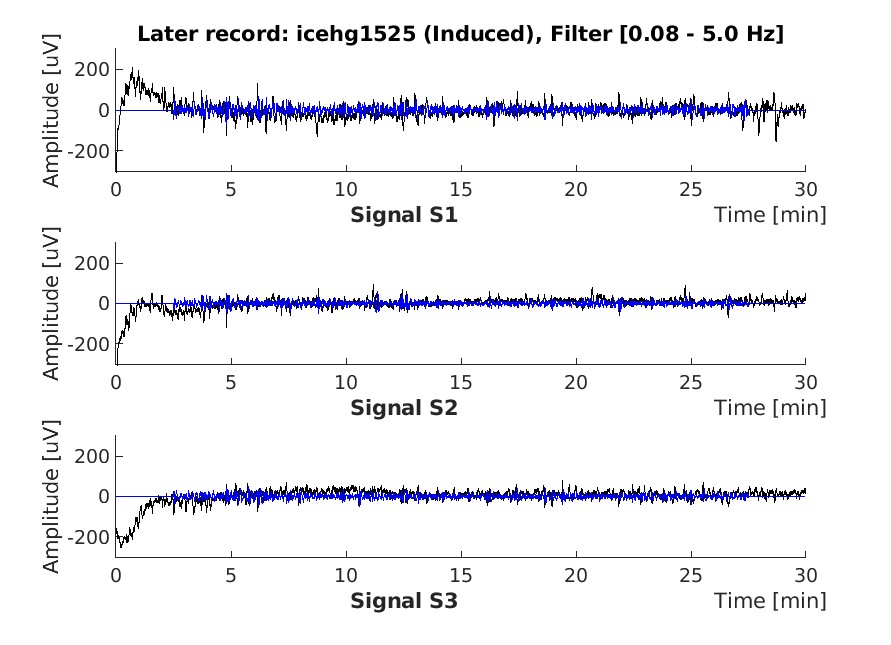 Later record: icehg1525 (Induced), Filter [0.08 - 5.0 Hz]
Amplitude [uV]
200
0
-200
0 5 10 15 20 25 30
Signal S1
Time [min]
Amplitude [uV]
200
0
-200
0 5 10 15 20 25 30
Signal S2
Time [min]
Amplitude [uV]
200
0
-200
0 5 10 15 20 25 30
Signal S3
Time [min]